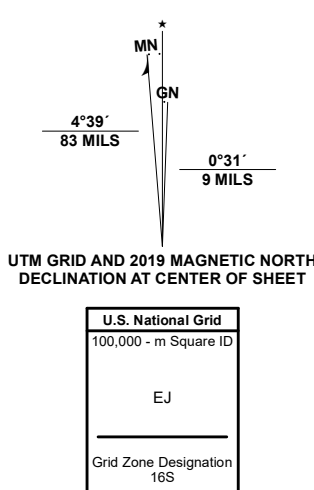 MN
GN
4°39´
83 MILS
0°31´
9 MILS
UTM GRID AND 2019 MAGNETIC NORTH
DECLINATION AT CENTER OF SHEET
U.S. National Grid
100,000 - m Square ID
EJ
Grid Zone Designation
16S